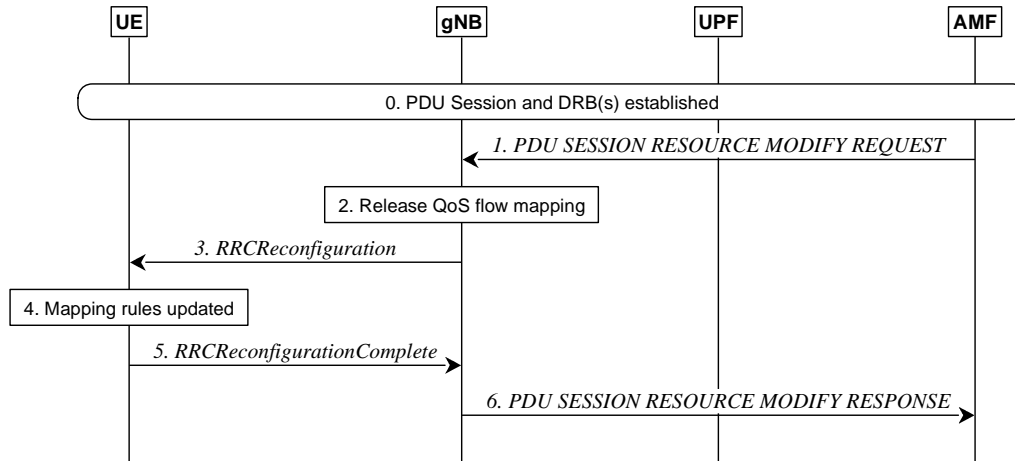 UE
gNB
UPF
AMF
0. PDU Session and DRB(s) established
1. PDU SESSION RESOURCE MODIFY REQUEST
2. Release QoS flow mapping
3. RRCReconfiguration
4. Mapping rules updated
5. RRCReconfigurationComplete
6. PDU SESSION RESOURCE MODIFY RESPONSE